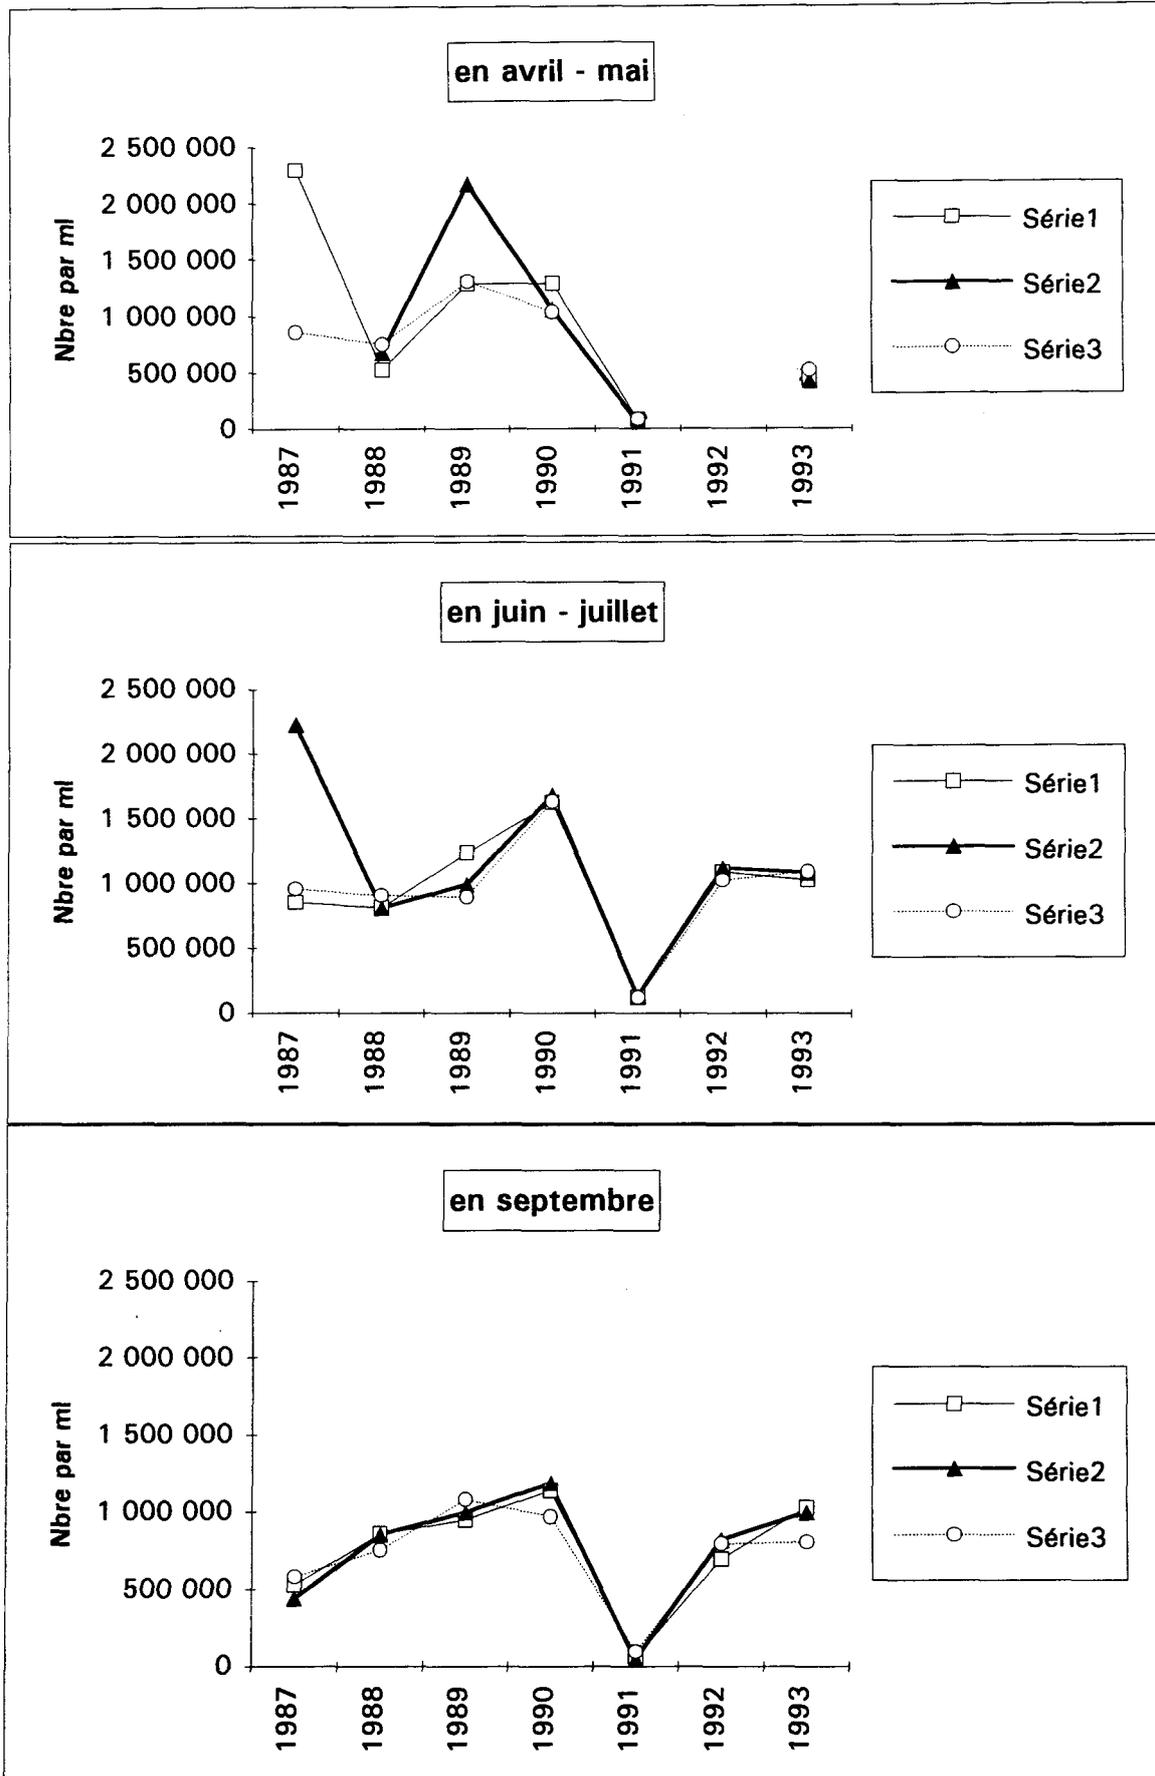 en avril - mai
Nbre par ml
2 500 000
2 000 000
1 500 000
1 000 000
500 000
0
1987
1988
1989
1990
1991
1992
1993
Série1
Série2
Série3
en juin - juillet
Nbre par ml
2 500 000
2 000 000
1 500 000
1 000 000
500 000
0
1987
1988
1989
1990
1991
1992
1993
Série1
Série2
Série3
en septembre
Nbre par ml
2 500 000
2 000 000
1 500 000
1 000 000
500 000
0
1987
1988
1989
1990
1991
1992
1993
Série1
Série2
Série3